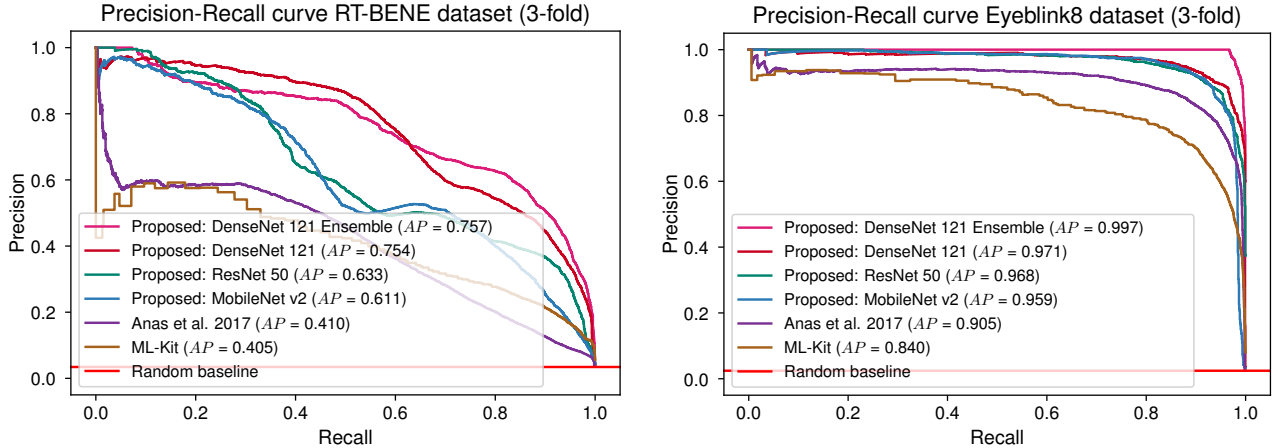 Precision-Recall curve RT-BENE dataset (3-fold)
1.0
0.8
0.6
0.4
0.2
0.0
Precision
Proposed: DenseNet 121 Ensemble (AP = 0.757)
Proposed: DenseNet 121 (AP = 0.754)
Proposed: ResNet 50 (AP = 0.633)
Proposed: MobileNet v2 (AP = 0.611)
Anas et al. 2017 (AP = 0.410)
ML-Kit (AP = 0.405)
Random baseline
0.0 0.2 0.4 0.6 0.8 1.0
Recall
Precision-Recall curve Eyeblink8 dataset (3-fold)
1.0
0.8
0.6
0.4
0.2
0.0
Precision
Proposed: DenseNet 121 Ensemble (AP = 0.997)
Proposed: DenseNet 121 (AP = 0.971)
Proposed: ResNet 50 (AP = 0.968)
Proposed: MobileNet v2 (AP = 0.959)
Anas et al. 2017 (AP = 0.905)
ML-Kit (AP = 0.840)
Random baseline
0.0 0.2 0.4 0.6 0.8 1.0
Recall